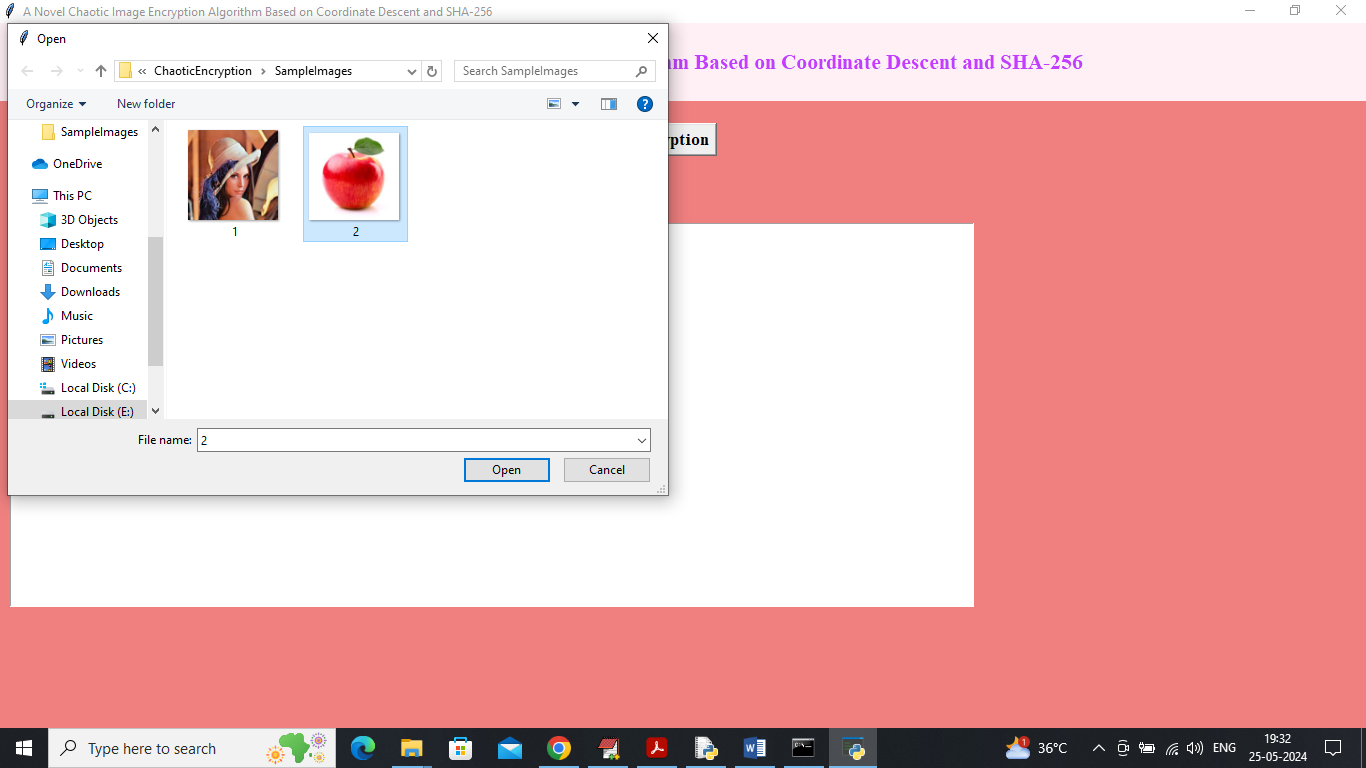 A Novel Chaotic Image Encryption Algorithm Based on Coordinate Descent and SHA-256
Open
Based on Coordinate Descent and SHA-256
« ChaoticEncryption > SampleImages
Search SampleImages
Organize
New folder
SampleImages
OneDrive
This PC
3D Objects
Desktop
Documents
Downloads
Music
Pictures
Videos
Local Disk (C:)
Local Disk (E:)
1
2
File name: 2
Open
Cancel
Type here to search
1
36°C
ENG
19:32
25-05-2024